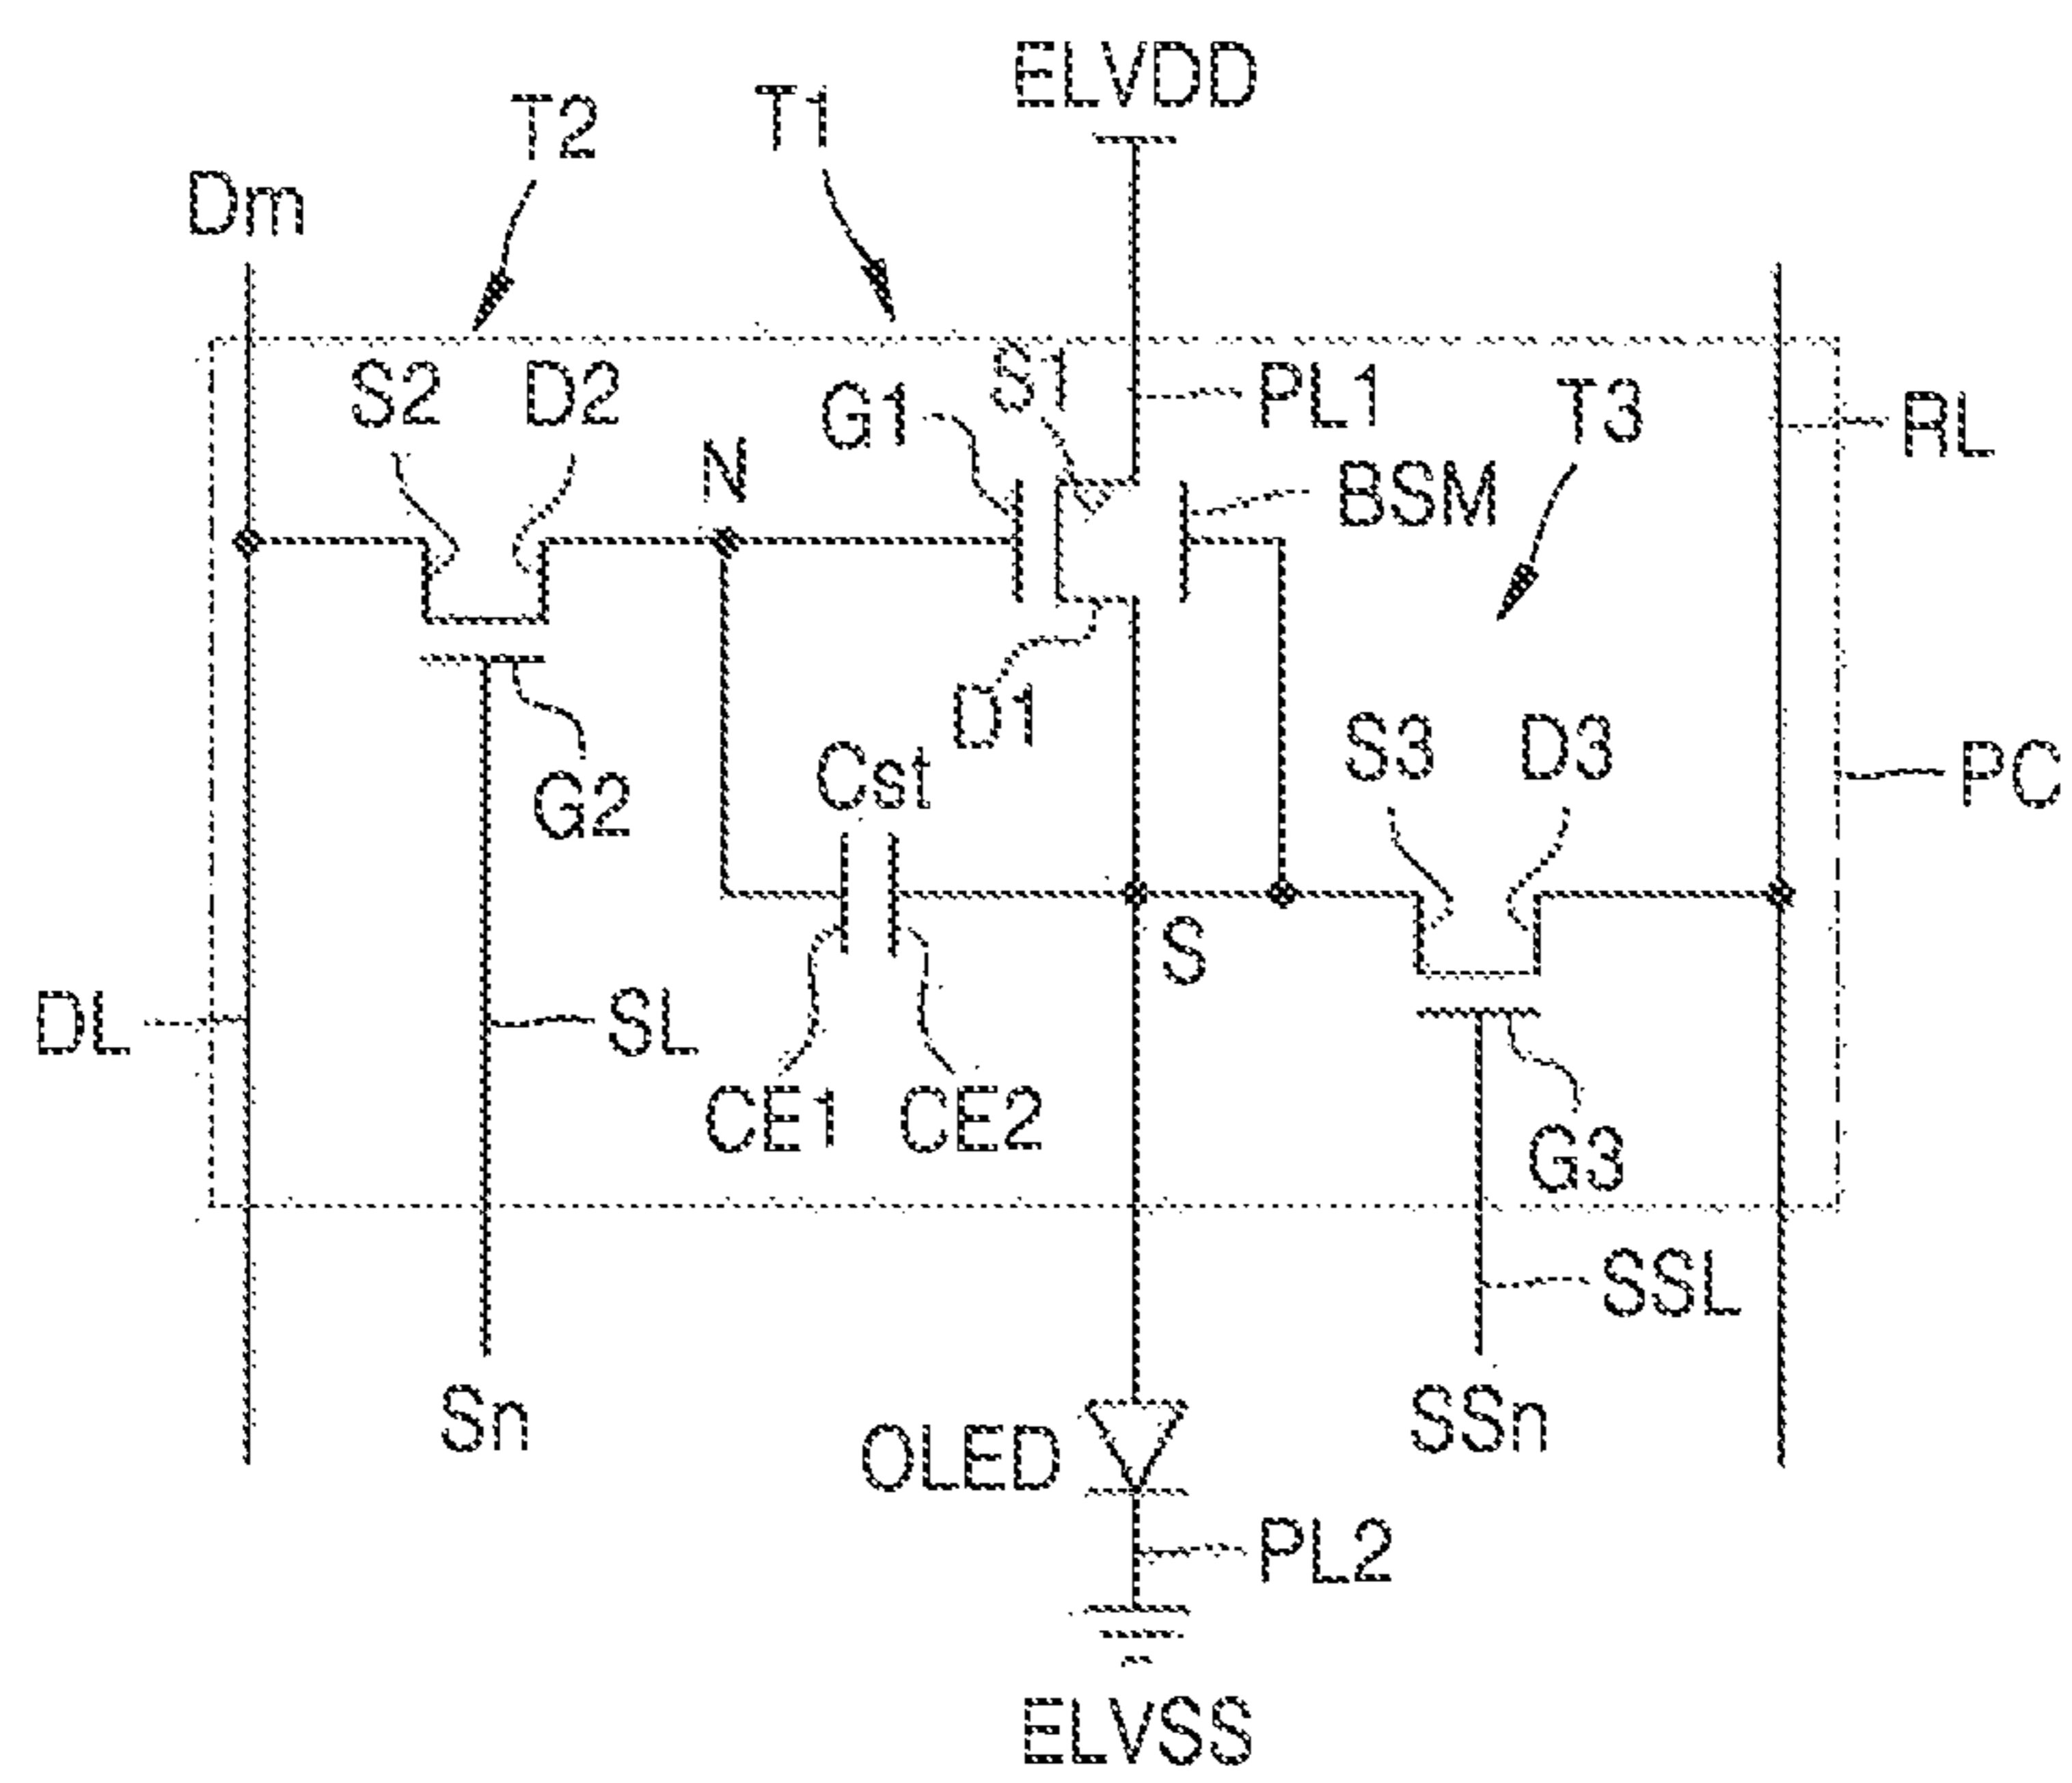 ELVDD
T2
T1
Dm
S2
D2
N
G1
S1
PL1
T3
RL
BSM
D1
S3
D3
PC
Cst
G2
S
DL
SL
CE1
CE2
G3
SSL
Sn
SSn
OLED
PL2
ELVSS